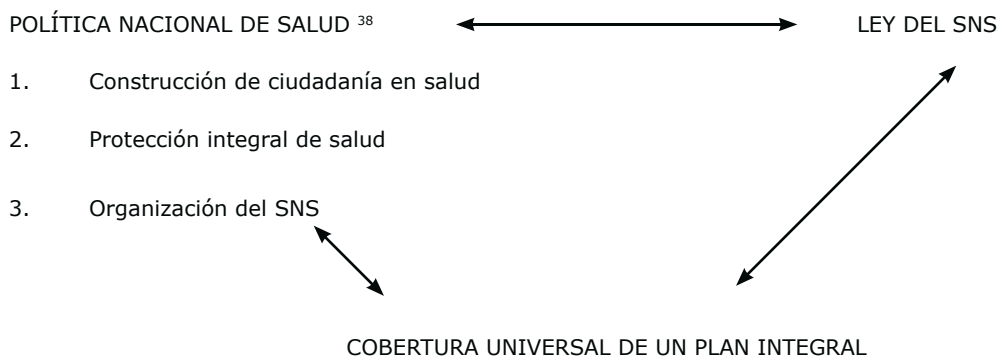 POLÍTICA NACIONAL DE SALUD 38 LEY DEL SNS
1. Construcción de ciudadanía en salud
2. Protección integral de salud
3. Organización del SNS
COBERTURA UNIVERSAL DE UN PLAN INTEGRAL